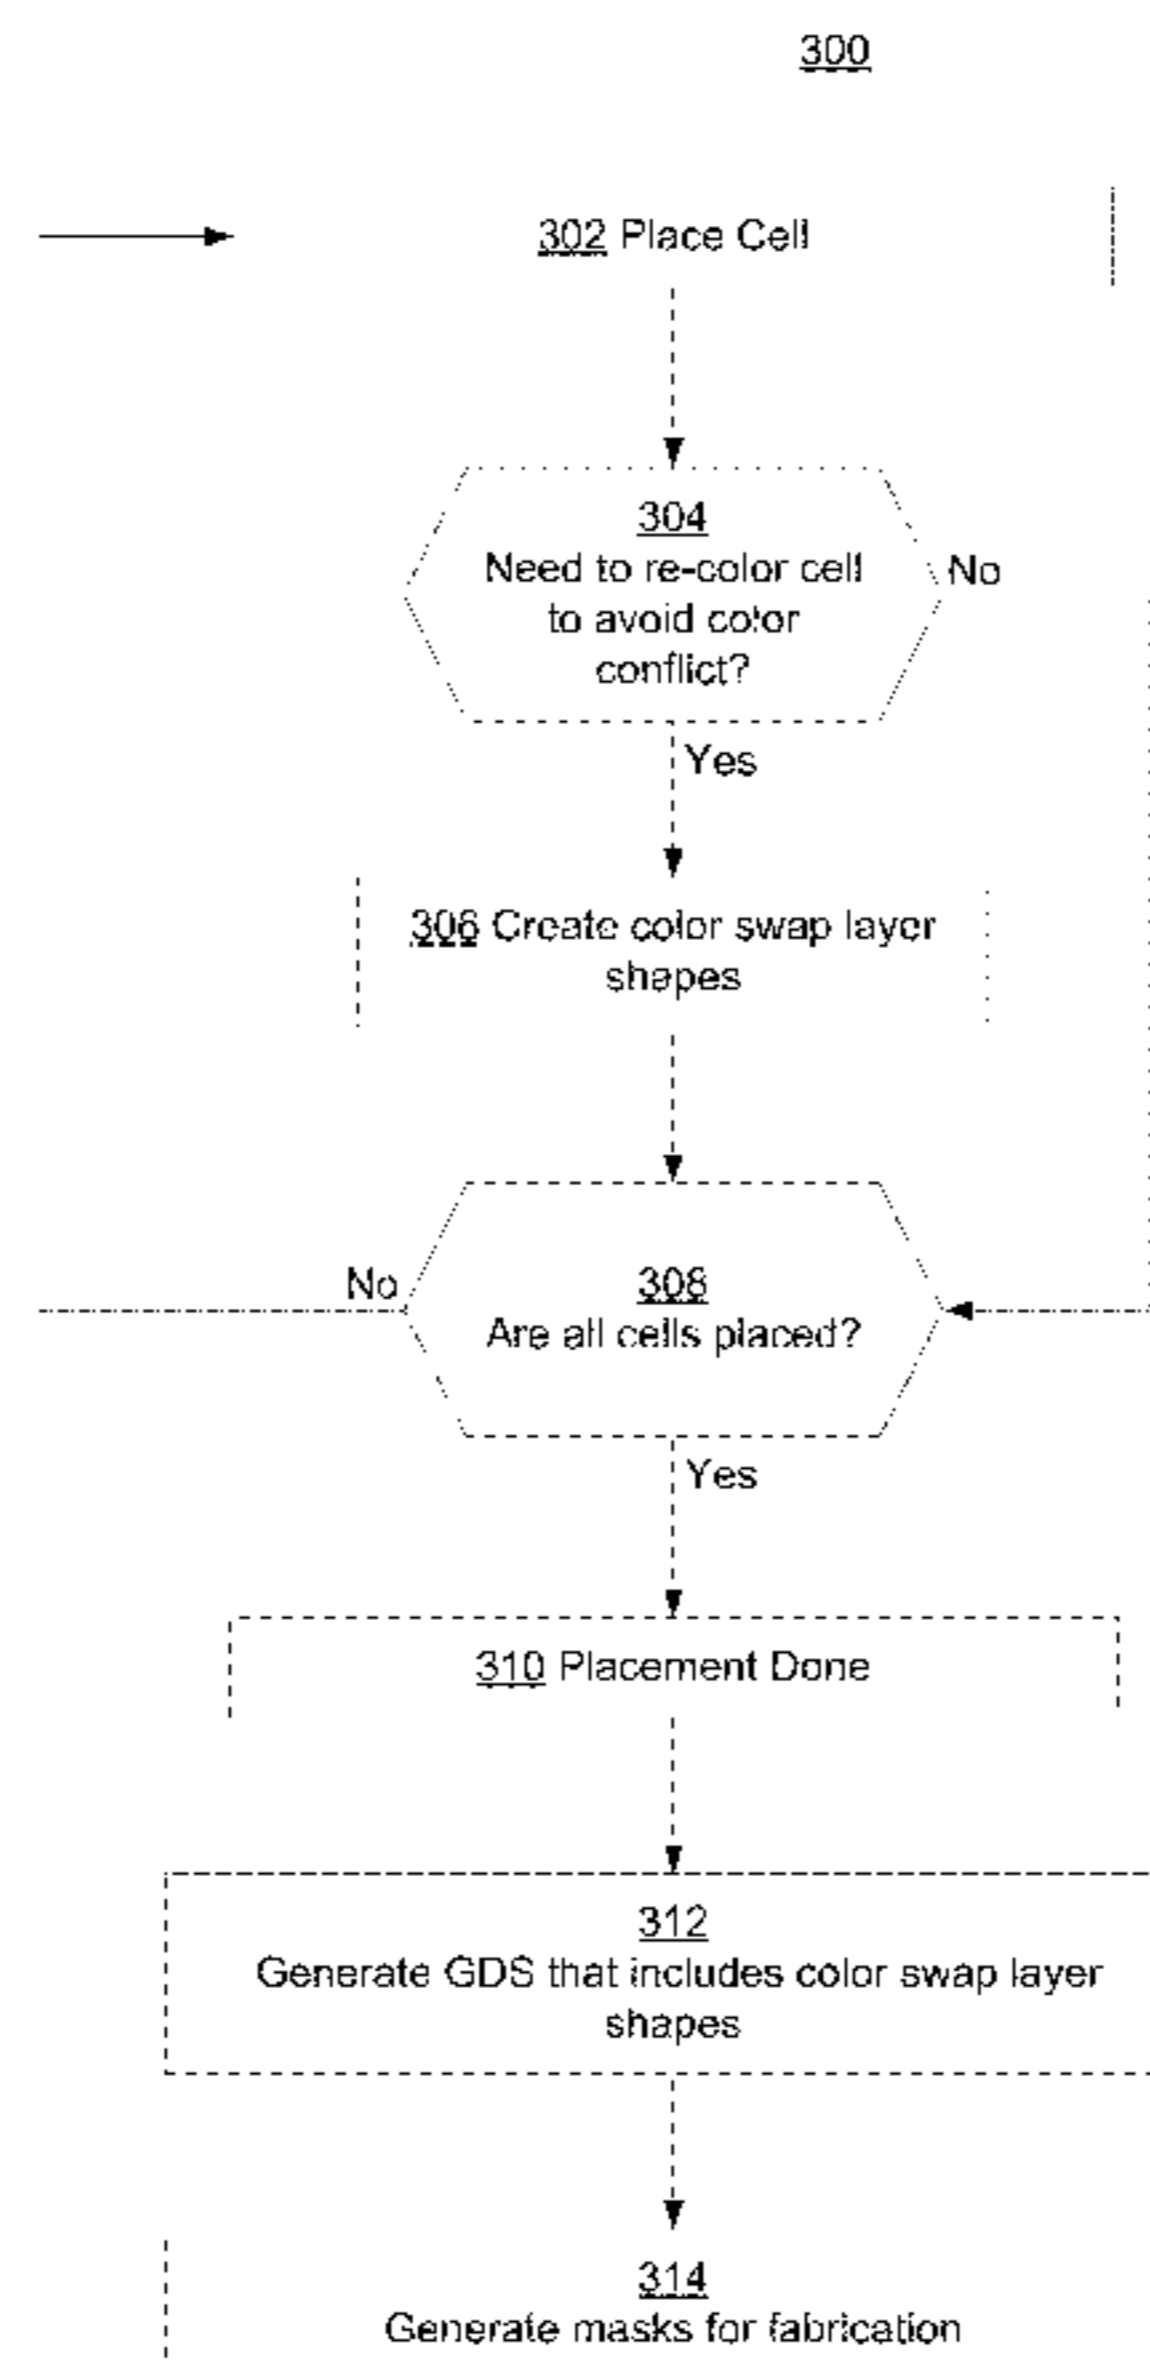 300
302 Place Cell
304
Need to re-color cell
No
to avoid color
conflict?
Yes
306 Create color swap layer
shapes
No
308
Are all cells placed?
Yes
310 Placement Done
312
Generate GDS that includes color swap layer
shapes
314
Generate masks for fabrication